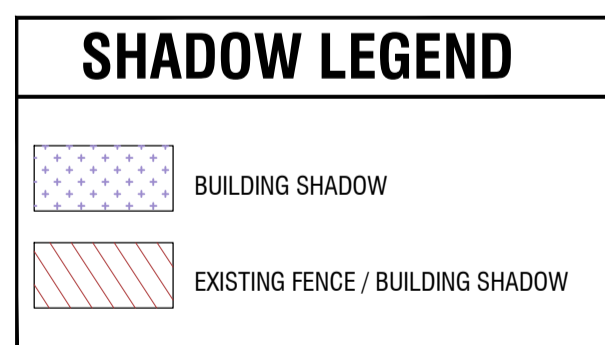 SHADOW LEGEND
BUILDING SHADOW
EXISTING FENCE / BUILDING SHADOW